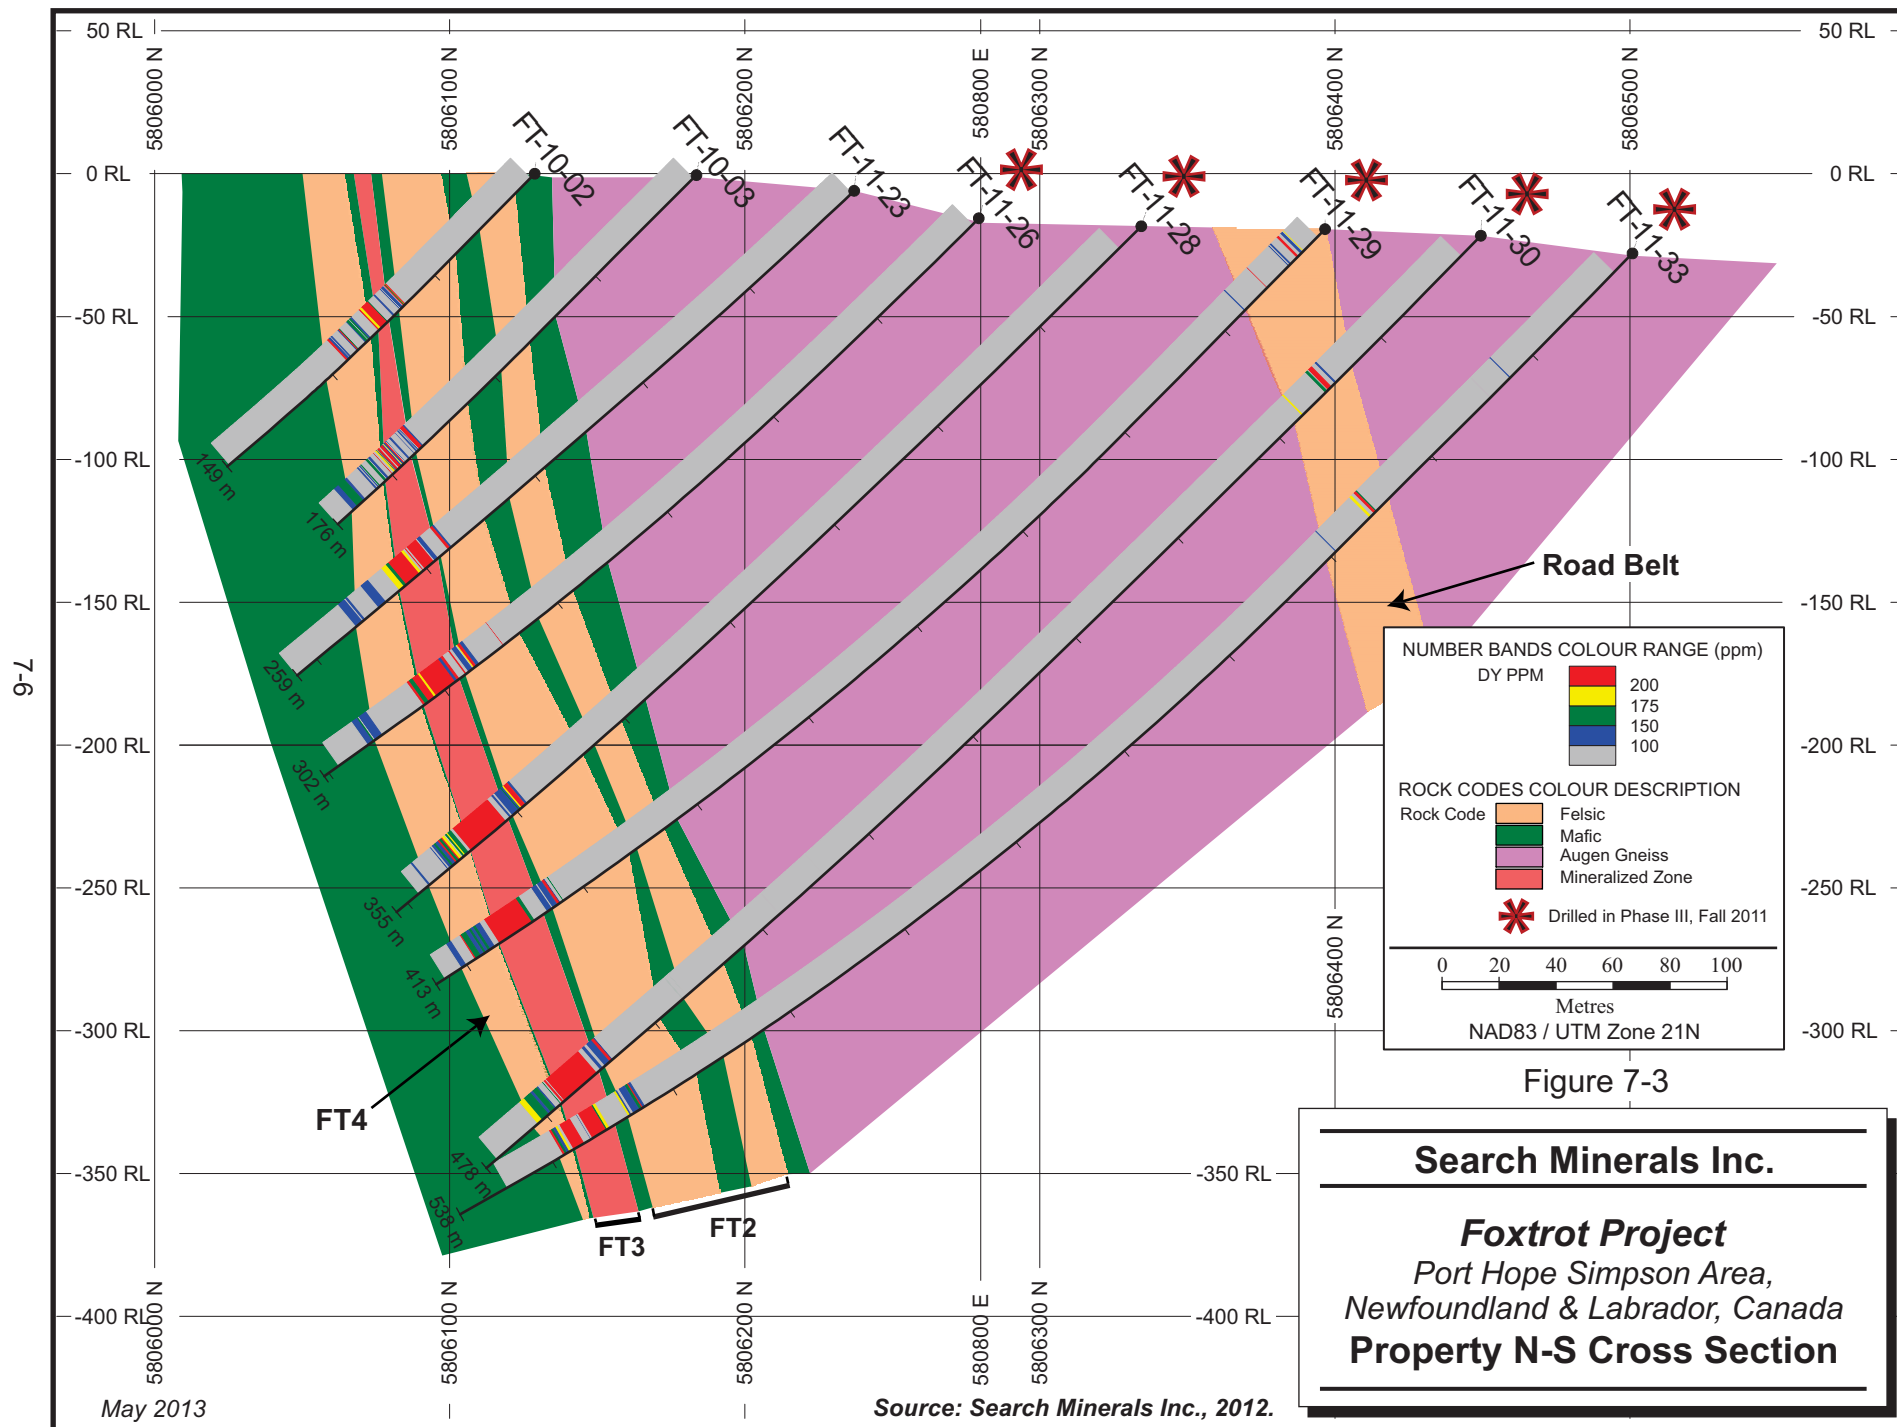 50 RL
50 RL
5806000 N
5806100 N
5806200 N
580800 E
5806300 N
5806400 N
5806500 N
0 RL
0 RL
FT-10-02
FT-10-03
FT-11-23
FT-11-26
FT-11-28
FT-11-29
FT-11-30
FT-11-33
-50 RL
-50 RL
-100 RL
-100 RL
149 m
176 m
Road Belt
-150 RL
-150 RL
7-6
259 m
-200 RL
-200 RL
302 m
-250 RL
-250 RL
355 m
413 m
-300 RL
-300 RL
5806400 N
NUMBER BANDS COLOUR RANGE (ppm)
DY PPM
200
175
150
100
ROCK CODES COLOUR DESCRIPTION
Rock Code
Felsic
Mafic
Augen Gneiss
Mineralized Zone
Drilled in Phase III, Fall 2011
0 20 40 60 80 100
Metres
NAD83 / UTM Zone 21N
FT4
478 m
538 m
-350 RL
-350 RL
FT3
FT2
-400 RL
-400 RL
5806000 N
5806100 N
5806200 N
580800 E
5806300 N
Figure 7-3
Search Minerals Inc.
Foxtrot Project
Port Hope Simpson Area,
Newfoundland & Labrador, Canada
Property N-S Cross Section
May 2013
Source: Search Minerals Inc., 2012.